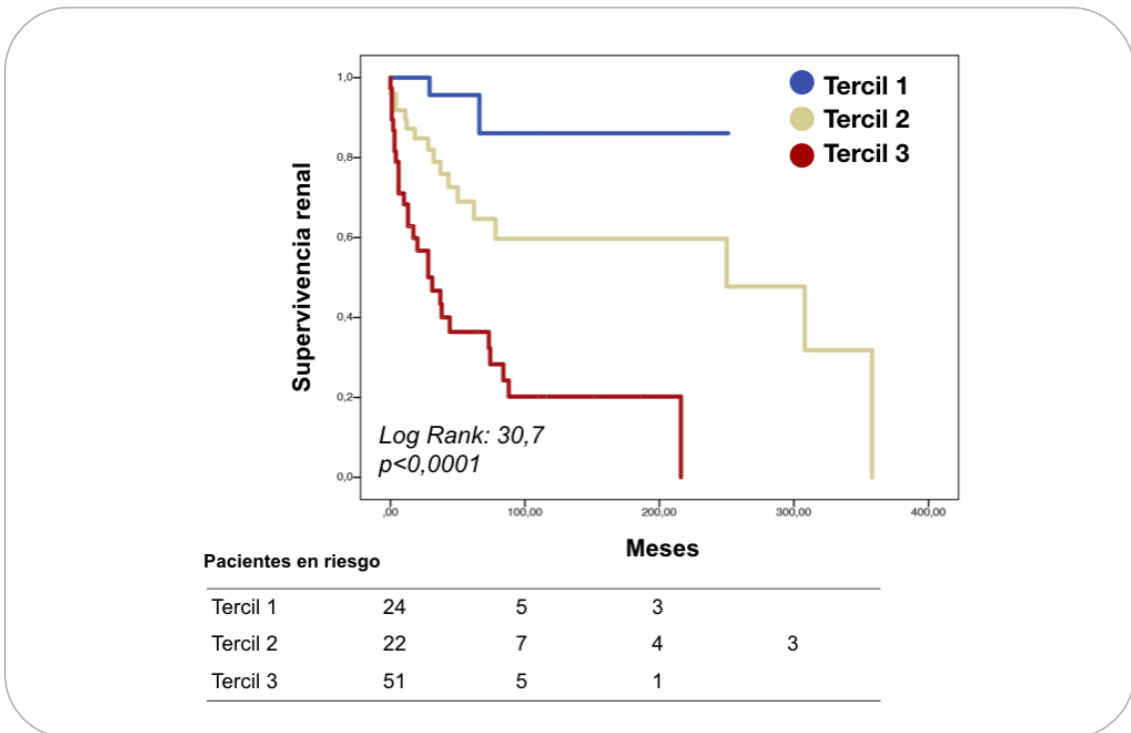 Tercil 1
Tercil 2
Tercil 3
Supervivencia renal
1,0
0,8
0,6
0,4
0,2
0,0
Log Rank: 30,7
p<0,0001
,00 100,00 200,00 300,00 400,00
Meses
Pacientes en riesgo
Tercil 1 24 5 3
Tercil 2 22 7 4 3
Tercil 3 51 5 1